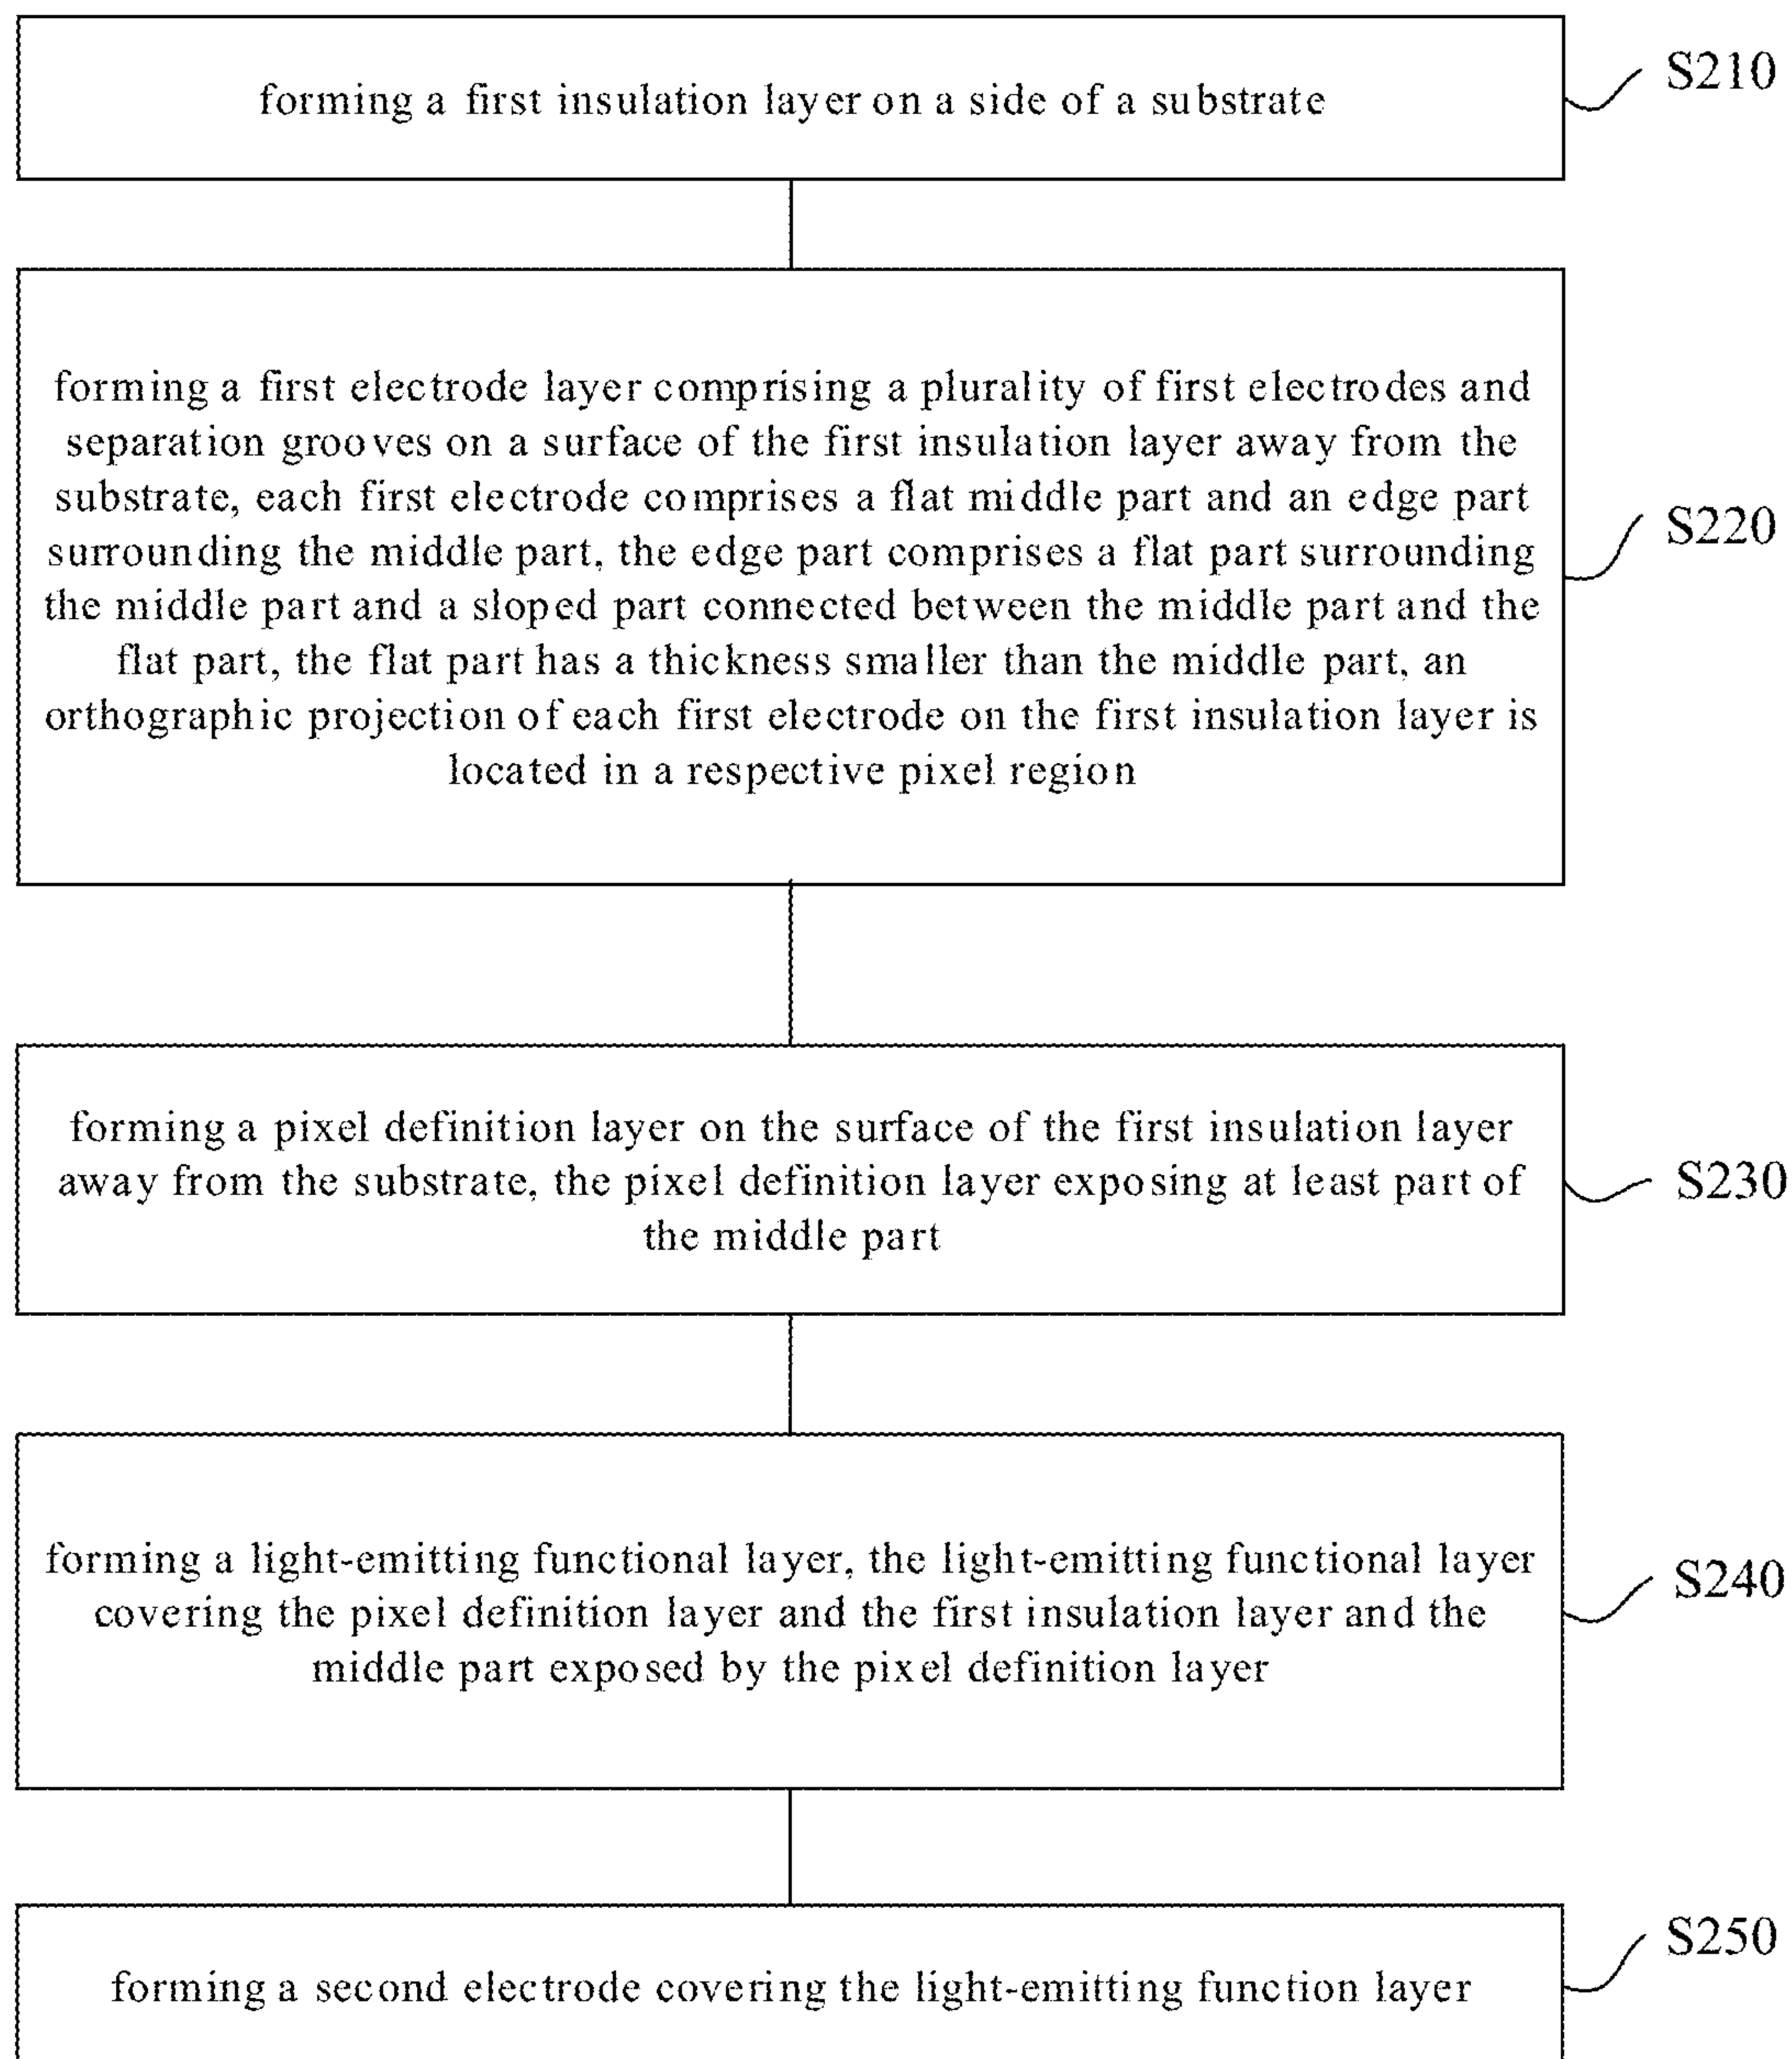 forming a first insulation layer on a side of a substrate
S210
forming a first electrode layer comprising a plurality of first electrodes and
separation grooves on a surface of the first insulation layer away from the
substrate, each first electrode comprises a flat middle part and an edge part
surrounding the middle part, the edge part comprises a flat part surrounding
the middle part and a sloped part connected between the middle part and the
flat part, the flat part has a thickness smaller than the middle part, an
orthographic projection of each first electrode on the first insulation layer is
located in a respective pixel region
S220
forming a pixel definition layer on the surface of the first insulation layer
away from the substrate, the pixel definition layer exposing at least part of
the middle part
S230
forming a light-emitting functional layer, the light-emitting functional layer
covering the pixel definition layer and the first insulation layer and the
middle part exposed by the pixel definition layer
S240
forming a second electrode covering the light-emitting function layer
S250